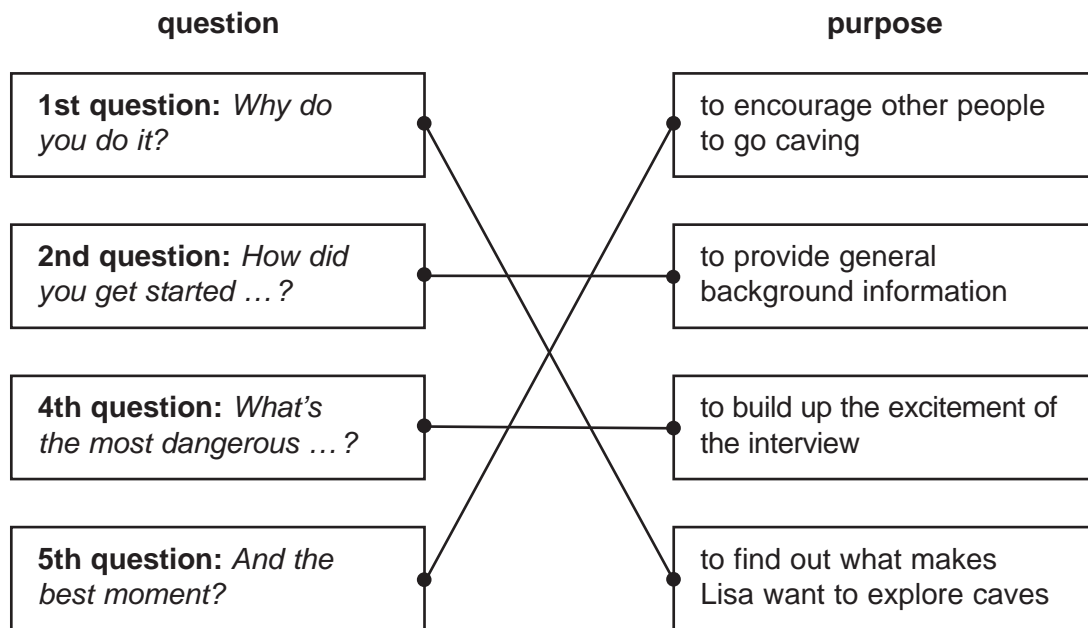 question
purpose
1st question: Why do
you do it?
to encourage other people
to go caving
2nd question: How did
you get started …?
to provide general
background information
4th question: What’s
the most dangerous …?
to build up the excitement of
the interview
5th question: And the
best moment?
to find out what makes
Lisa want to explore caves